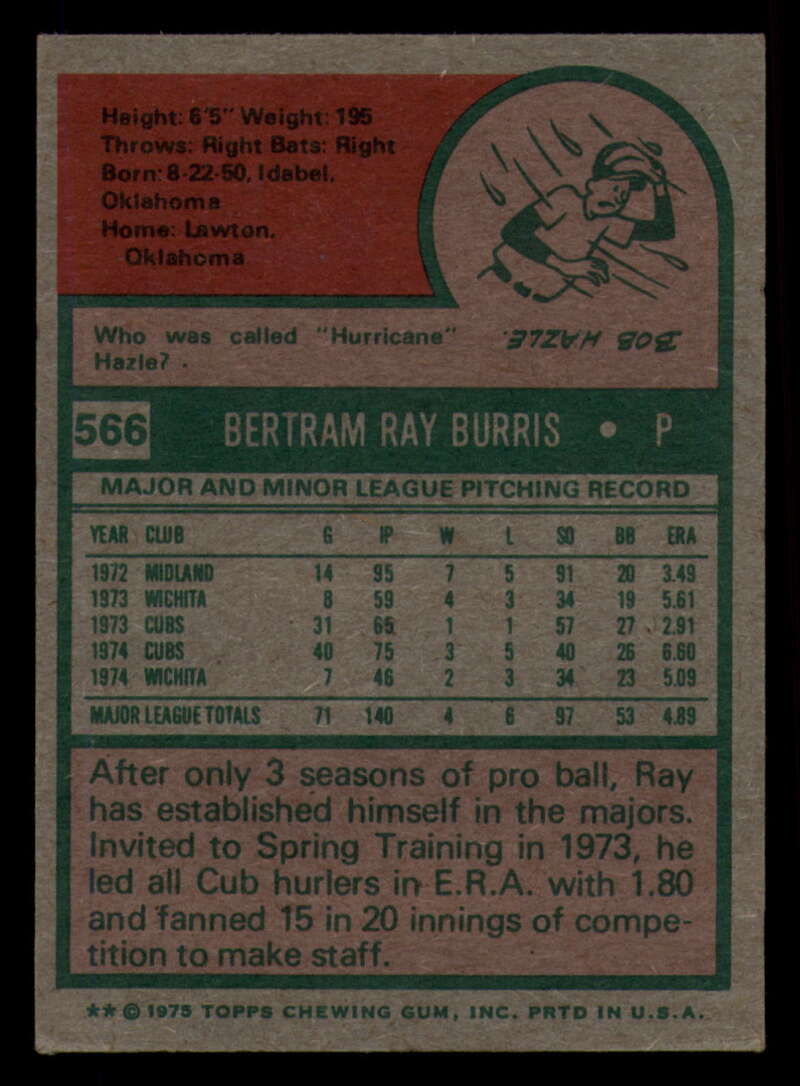 Height: 6'5" Weight: 195
Throws: Right Bats: Right
Born: 8-22-50, Idabel,
Oklahoma
Home: Lawton,
Oklahoma
Who was called "Hurricane"
Hazle?
BOB HAZLE.
566 BERTRAM RAY BURRIS • P
MAJOR AND MINOR LEAGUE PITCHING RECORD
YEAR CLUB G IP W L SO BB ERA
1972 MIDLAND 14 95 7 5 91 20 3.49
1973 WICHITA 8 59 4 3 34 19 5.61
1973 CUBS 31 65 1 1 57 27 2.91
1974 CUBS 40 75 3 5 40 26 6.60
1974 WICHITA 7 46 2 3 34 23 5.09
MAJOR LEAGUE TOTALS 71 140 4 6 97 53 4.89
After only 3 seasons of pro ball, Ray
has established himself in the majors.
Invited to Spring Training in 1973, he
led all Cub hurlers in E.R.A. with 1.80
and fanned 15 in 20 innings of compe-
tition to make staff.
** © 1975 TOPPS CHEWING GUM, INC. PRTD IN U.S.A.